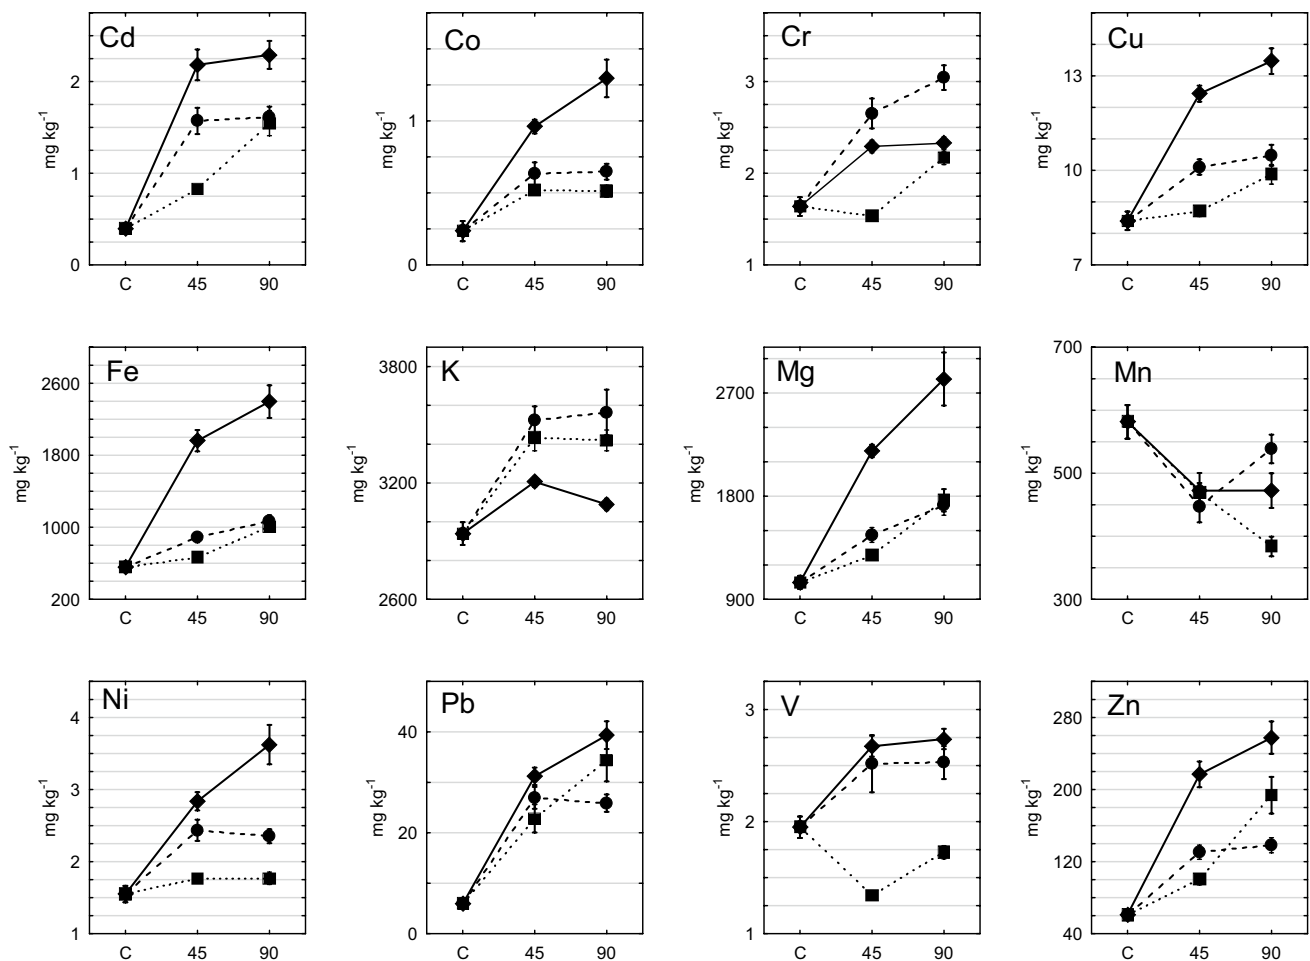 Cd
mg kg-1
2
1
0
C 45 90
Co
mg kg-1
1
0
C 45 90
Cr
mg kg-1
3
2
1
C 45 90
Cu
mg kg-1
13
10
7
C 45 90
Fe
mg kg-1
2600
1800
1000
200
C 45 90
K
mg kg-1
3800
3200
2600
C 45 90
Mg
mg kg-1
2700
1800
900
C 45 90
Mn
mg kg-1
700
500
300
C 45 90
Ni
mg kg-1
4
3
2
1
C 45 90
Pb
mg kg-1
40
20
0
C 45 90
V
mg kg-1
3
2
1
C 45 90
Zn
mg kg-1
280
200
120
40
C 45 90